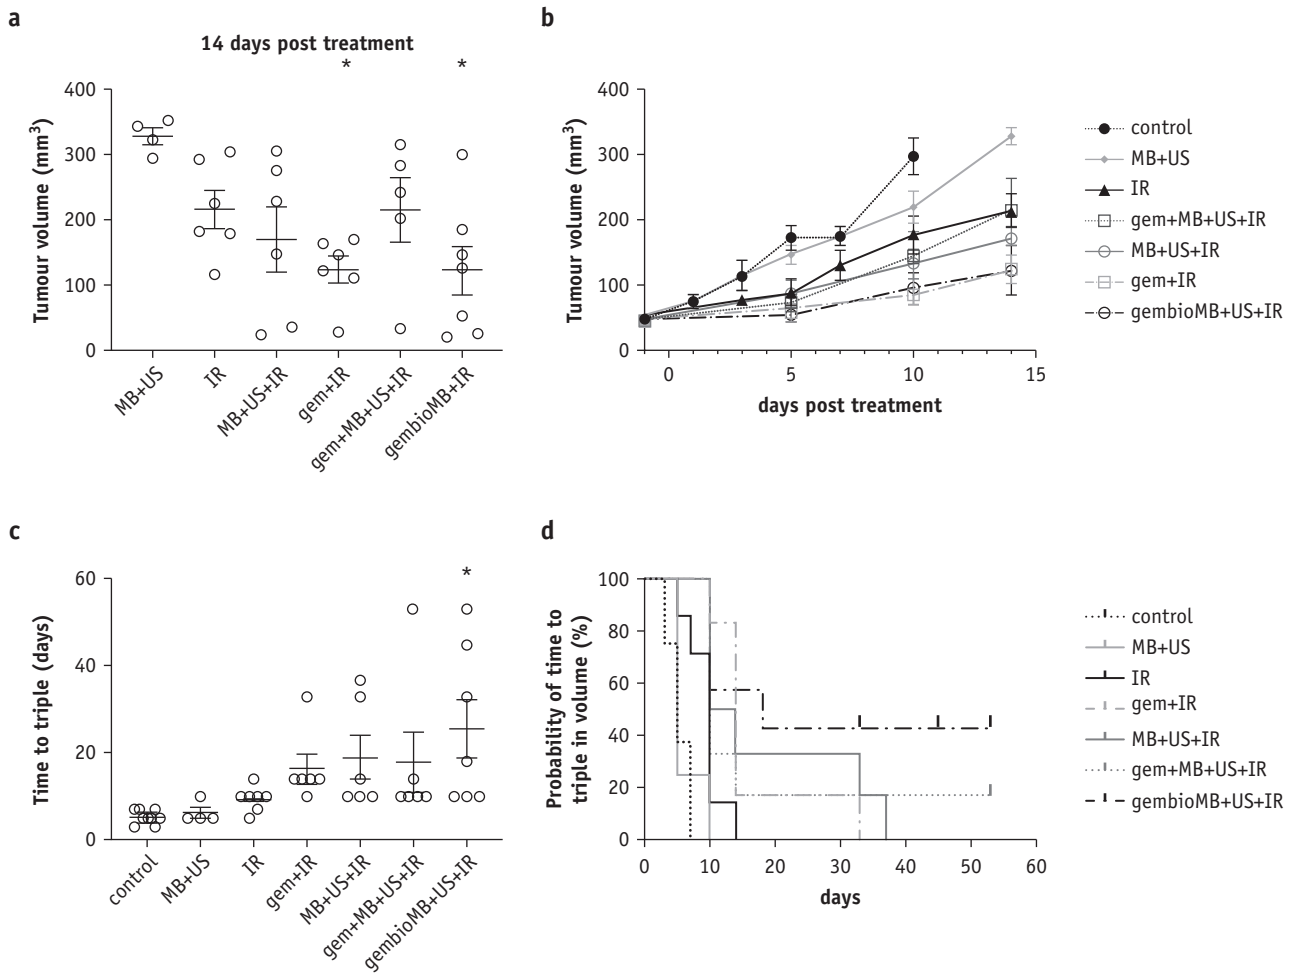 a
14 days post treatment
* *
Tumour volume (mm³)
400
300
200
100
0
MB+US
IR
MB+US+IR
gem+IR
gem+MB+US+IR
gembioMB+IR
b
Tumour volume (mm³)
400
300
200
100
0
0 5 10 15
days post treatment
control
MB+US
IR
gem+MB+US+IR
MB+US+IR
gem+IR
gembioMB+US+IR
c
*
Time to triple (days)
60
40
20
0
control
MB+US
IR
gem+IR
MB+US+IR
gem+MB+US+IR
gembioMB+US+IR
d
Probability of time to
triple in volume (%)
100
80
60
40
20
0
0 10 20 30 40 50 60
days
control
MB+US
IR
gem+IR
MB+US+IR
gem+MB+US+IR
gembioMB+US+IR